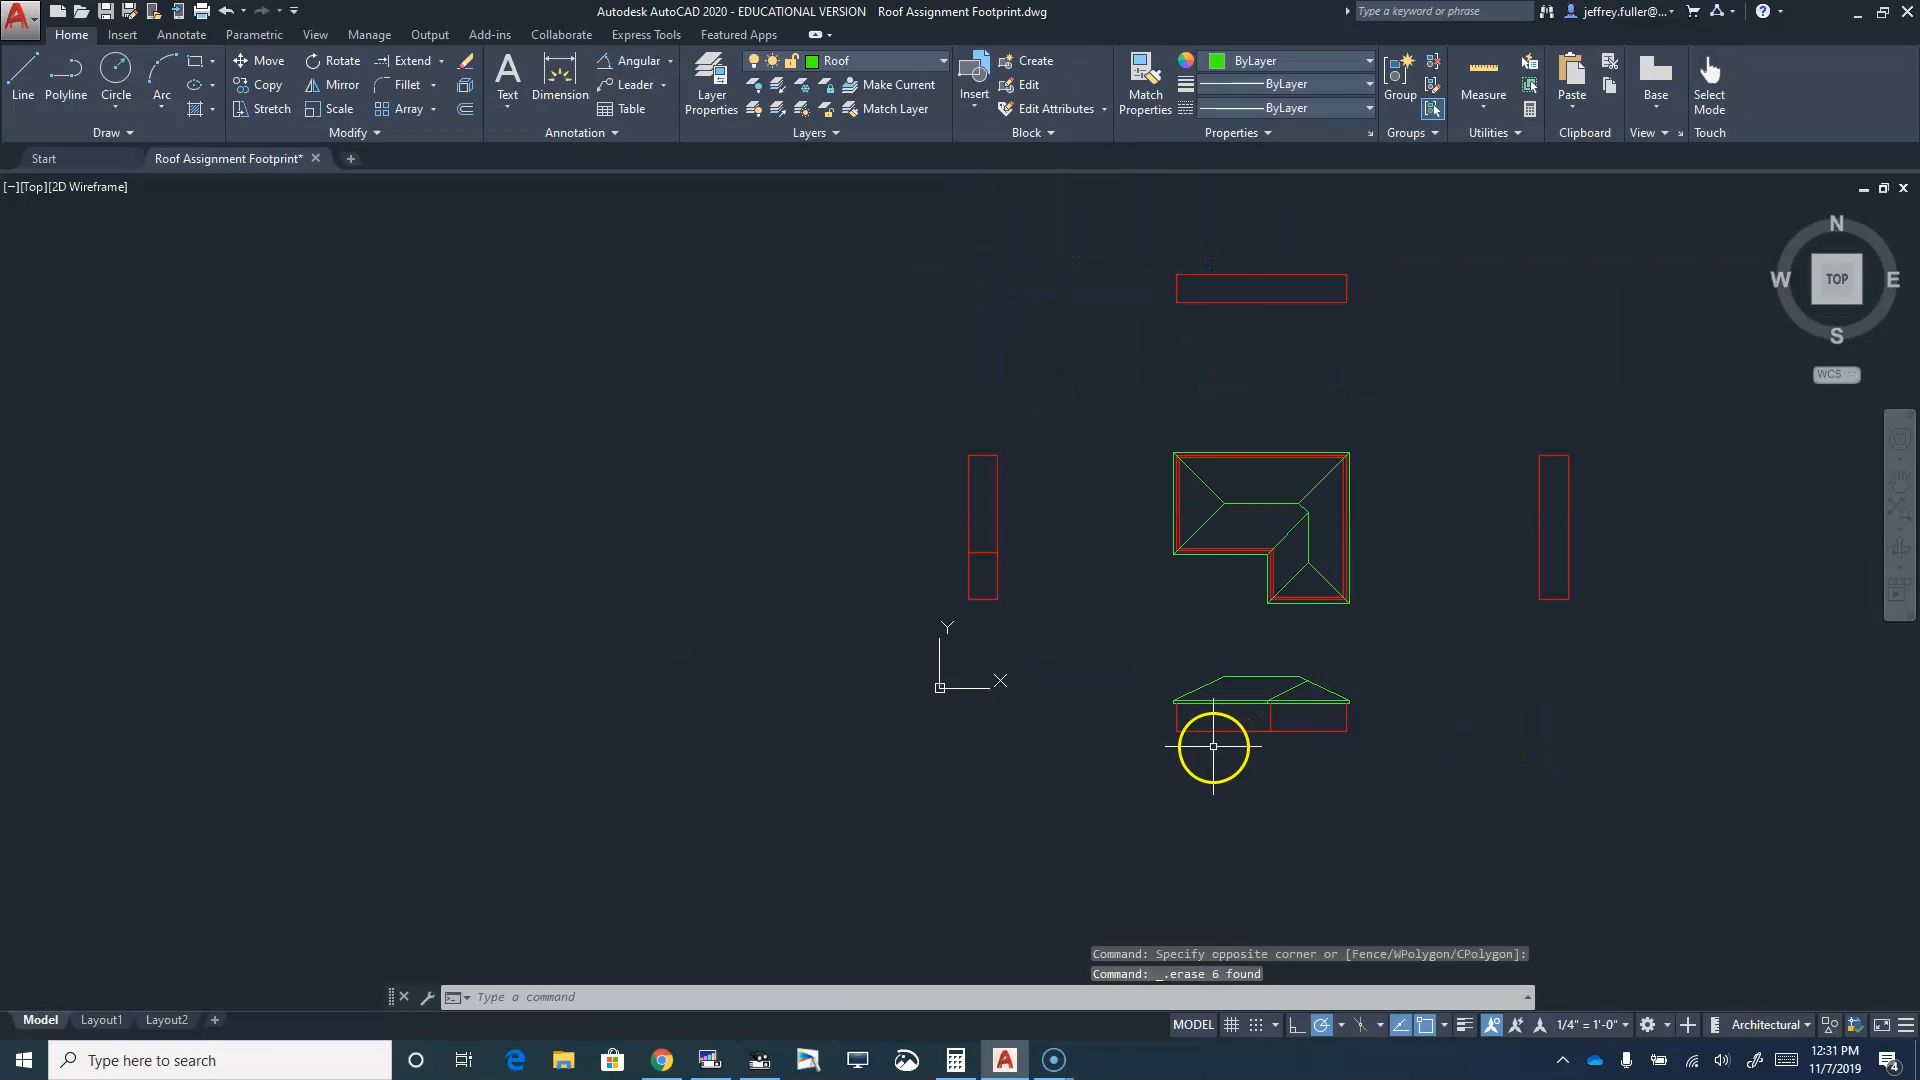 Autodesk AutoCAD 2020 - EDUCATIONAL VERSION Roof Assignment Footprint.dwg
Type a keyword or phrase
jeffrey.fuller@...
Home Insert Annotate Parametric View Manage Output Add-ins Collaborate Express Tools Featured Apps
Line Polyline Circle Arc
Draw
Move Rotate Extend
Copy Mirror Fillet
Stretch Scale Array
Modify
Text Dimension
Angular
Leader
Table
Annotation
Layer Properties
Roof
Make Current
Match Layer
Layers
Insert
Create
Edit
Edit Attributes
Block
Match Properties
ByLayer
ByLayer
ByLayer
Properties
Group
Groups
Measure
Utilities
Paste
Clipboard
Base
View
Select Mode
Touch
Start Roof Assignment Footprint*
[−][Top][2D Wireframe]
N
W TOP E
S
WCS
Y
X
Command: Specify opposite corner or [Fence/WPolygon/CPolygon]:
Command: _.erase 6 found
Type a command
Model Layout1 Layout2
MODEL
1/4" = 1'-0"
Architectural
Type here to search
12:31 PM
11/7/2019
4